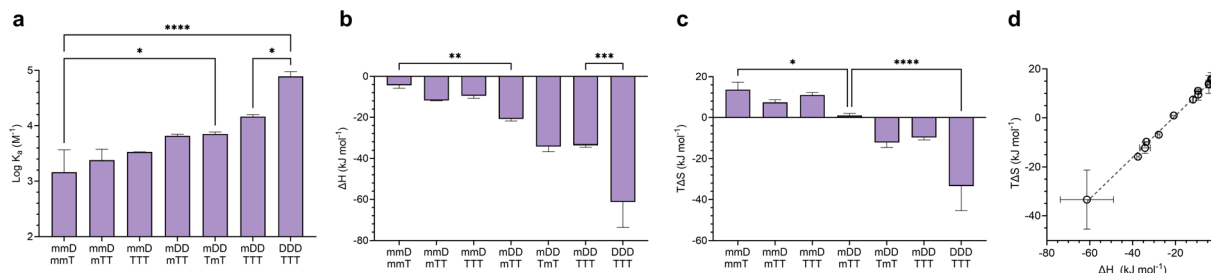 a
****
*
*
Log Ka (M⁻¹)
5
4
3
2
mmD mmD mmD mDD mDD mDD DDD
mmT mTT TTT mTT TmT TTT TTT
b
**
***
ΔH (kJ mol⁻¹)
0
-20
-40
-60
-80
mmD mmD mmD mDD mDD mDD DDD
mmT mTT TTT mTT TmT TTT TTT
c
*
****
TΔS (kJ mol⁻¹)
20
0
-20
-40
-60
mmD mmD mmD mDD mDD mDD DDD
mmT mTT TTT mTT TmT TTT TTT
d
TΔS (kJ mol⁻¹)
20
0
-20
-40
-60
-80 -60 -40 -20
ΔH (kJ mol⁻¹)